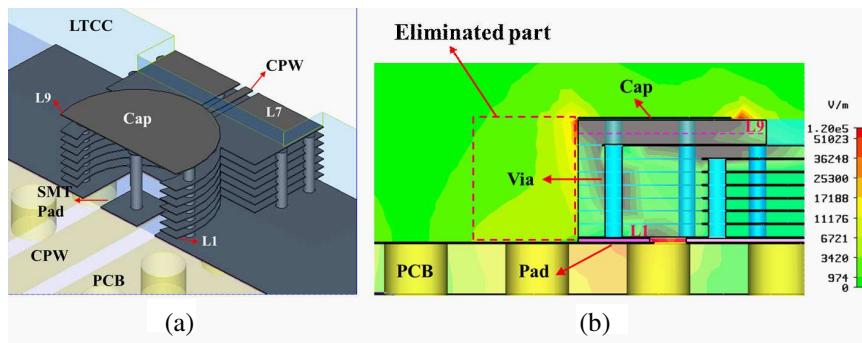 LTCC
CPW
L9
Cap
L7
SMT
Pad
L1
CPW
PCB
(a)
Eliminated part
Cap
L9
Via
L1
PCB
Pad
V/m
1.20e5
51023
36248
25300
17188
11176
6721
3420
974
0
(b)